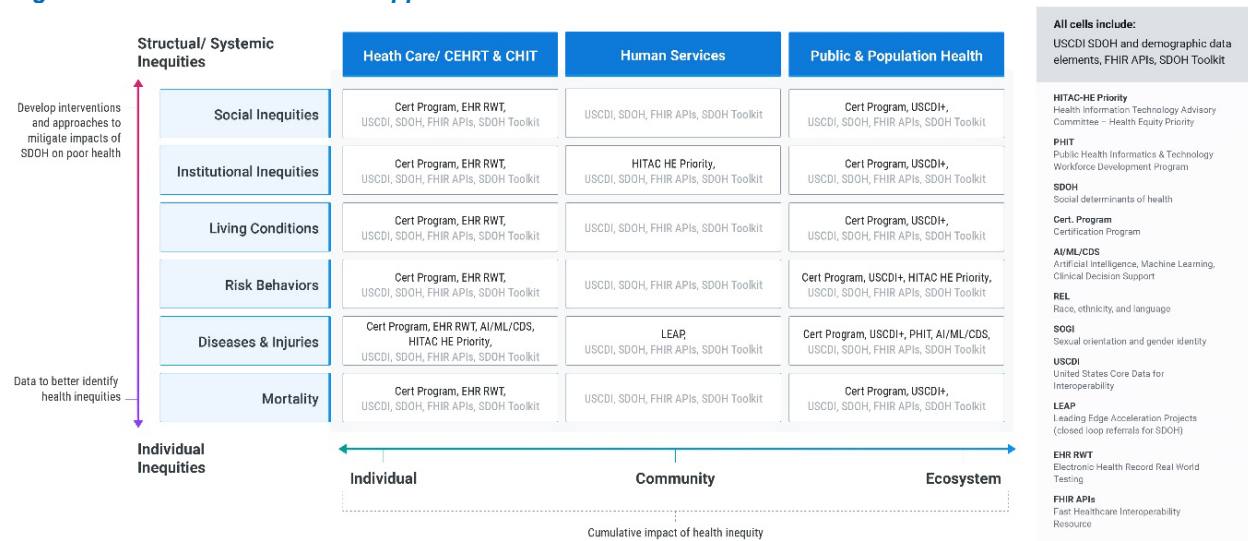 Structual/ Systemic
Inequities
Heath Care/ CEHRT & CHIT
Human Services
Public & Population Health
Develop interventions
and approaches to
mitigate impacts of
SDOH on poor health
Social Inequities
Cert Program, EHR RWT,
USCDI, SDOH, FHIR APIs, SDOH Toolkit
USCDI, SDOH, FHIR APIs, SDOH Toolkit
Cert Program, USCDI+,
USCDI, SDOH, FHIR APIs, SDOH Toolkit
Institutional Inequities
Cert Program, EHR RWT,
USCDI, SDOH, FHIR APIs, SDOH Toolkit
HITAC HE Priority,
USCDI, SDOH, FHIR APIs, SDOH Toolkit
Cert Program, USCDI+,
USCDI, SDOH, FHIR APIs, SDOH Toolkit
Living Conditions
Cert Program, EHR RWT,
USCDI, SDOH, FHIR APIs, SDOH Toolkit
USCDI, SDOH, FHIR APIs, SDOH Toolkit
Cert Program, USCDI+,
USCDI, SDOH, FHIR APIs, SDOH Toolkit
Risk Behaviors
Cert Program, EHR RWT,
USCDI, SDOH, FHIR APIs, SDOH Toolkit
USCDI, SDOH, FHIR APIs, SDOH Toolkit
Cert Program, USCDI+, HITAC HE Priority,
USCDI, SDOH, FHIR APIs, SDOH Toolkit
Diseases & Injuries
Cert Program, EHR RWT, AI/ML/CDS,
HITAC HE Priority,
USCDI, SDOH, FHIR APIs, SDOH Toolkit
LEAP,
USCDI, SDOH, FHIR APIs, SDOH Toolkit
Cert Program, USCDI+, PHIT, AI/ML/CDS,
USCDI, SDOH, FHIR APIs, SDOH Toolkit
Data to better identify
health inequities
Mortality
Cert Program, EHR RWT,
USCDI, SDOH, FHIR APIs, SDOH Toolkit
USCDI, SDOH, FHIR APIs, SDOH Toolkit
Cert Program, USCDI+,
USCDI, SDOH, FHIR APIs, SDOH Toolkit
Individual
Inequities
Individual
Community
Ecosystem
Cumulative impact of health inequity
All cells include:
USCDI SDOH and demographic data
elements, FHIR APIs, SDOH Toolkit
HITAC-HE Priority
Health Information Technology Advisory
Committee – Health Equity Priority
PHIT
Public Health Informatics & Technology
Workforce Development Program
SDOH
Social determinants of health
Cert. Program
Certification Program
AI/ML/CDS
Artificial Intelligence, Machine Learning,
Clinical Decision Support
REL
Race, ethnicity, and language
SOGI
Sexual orientation and gender identity
USCDI
United States Core Data for
Interoperability
LEAP
Leading Edge Acceleration Projects
(closed loop referrals for SDOH)
EHR RWT
Electronic Health Record Real World
Testing
FHIR APIs
Fast Healthcare Interoperability
Resource